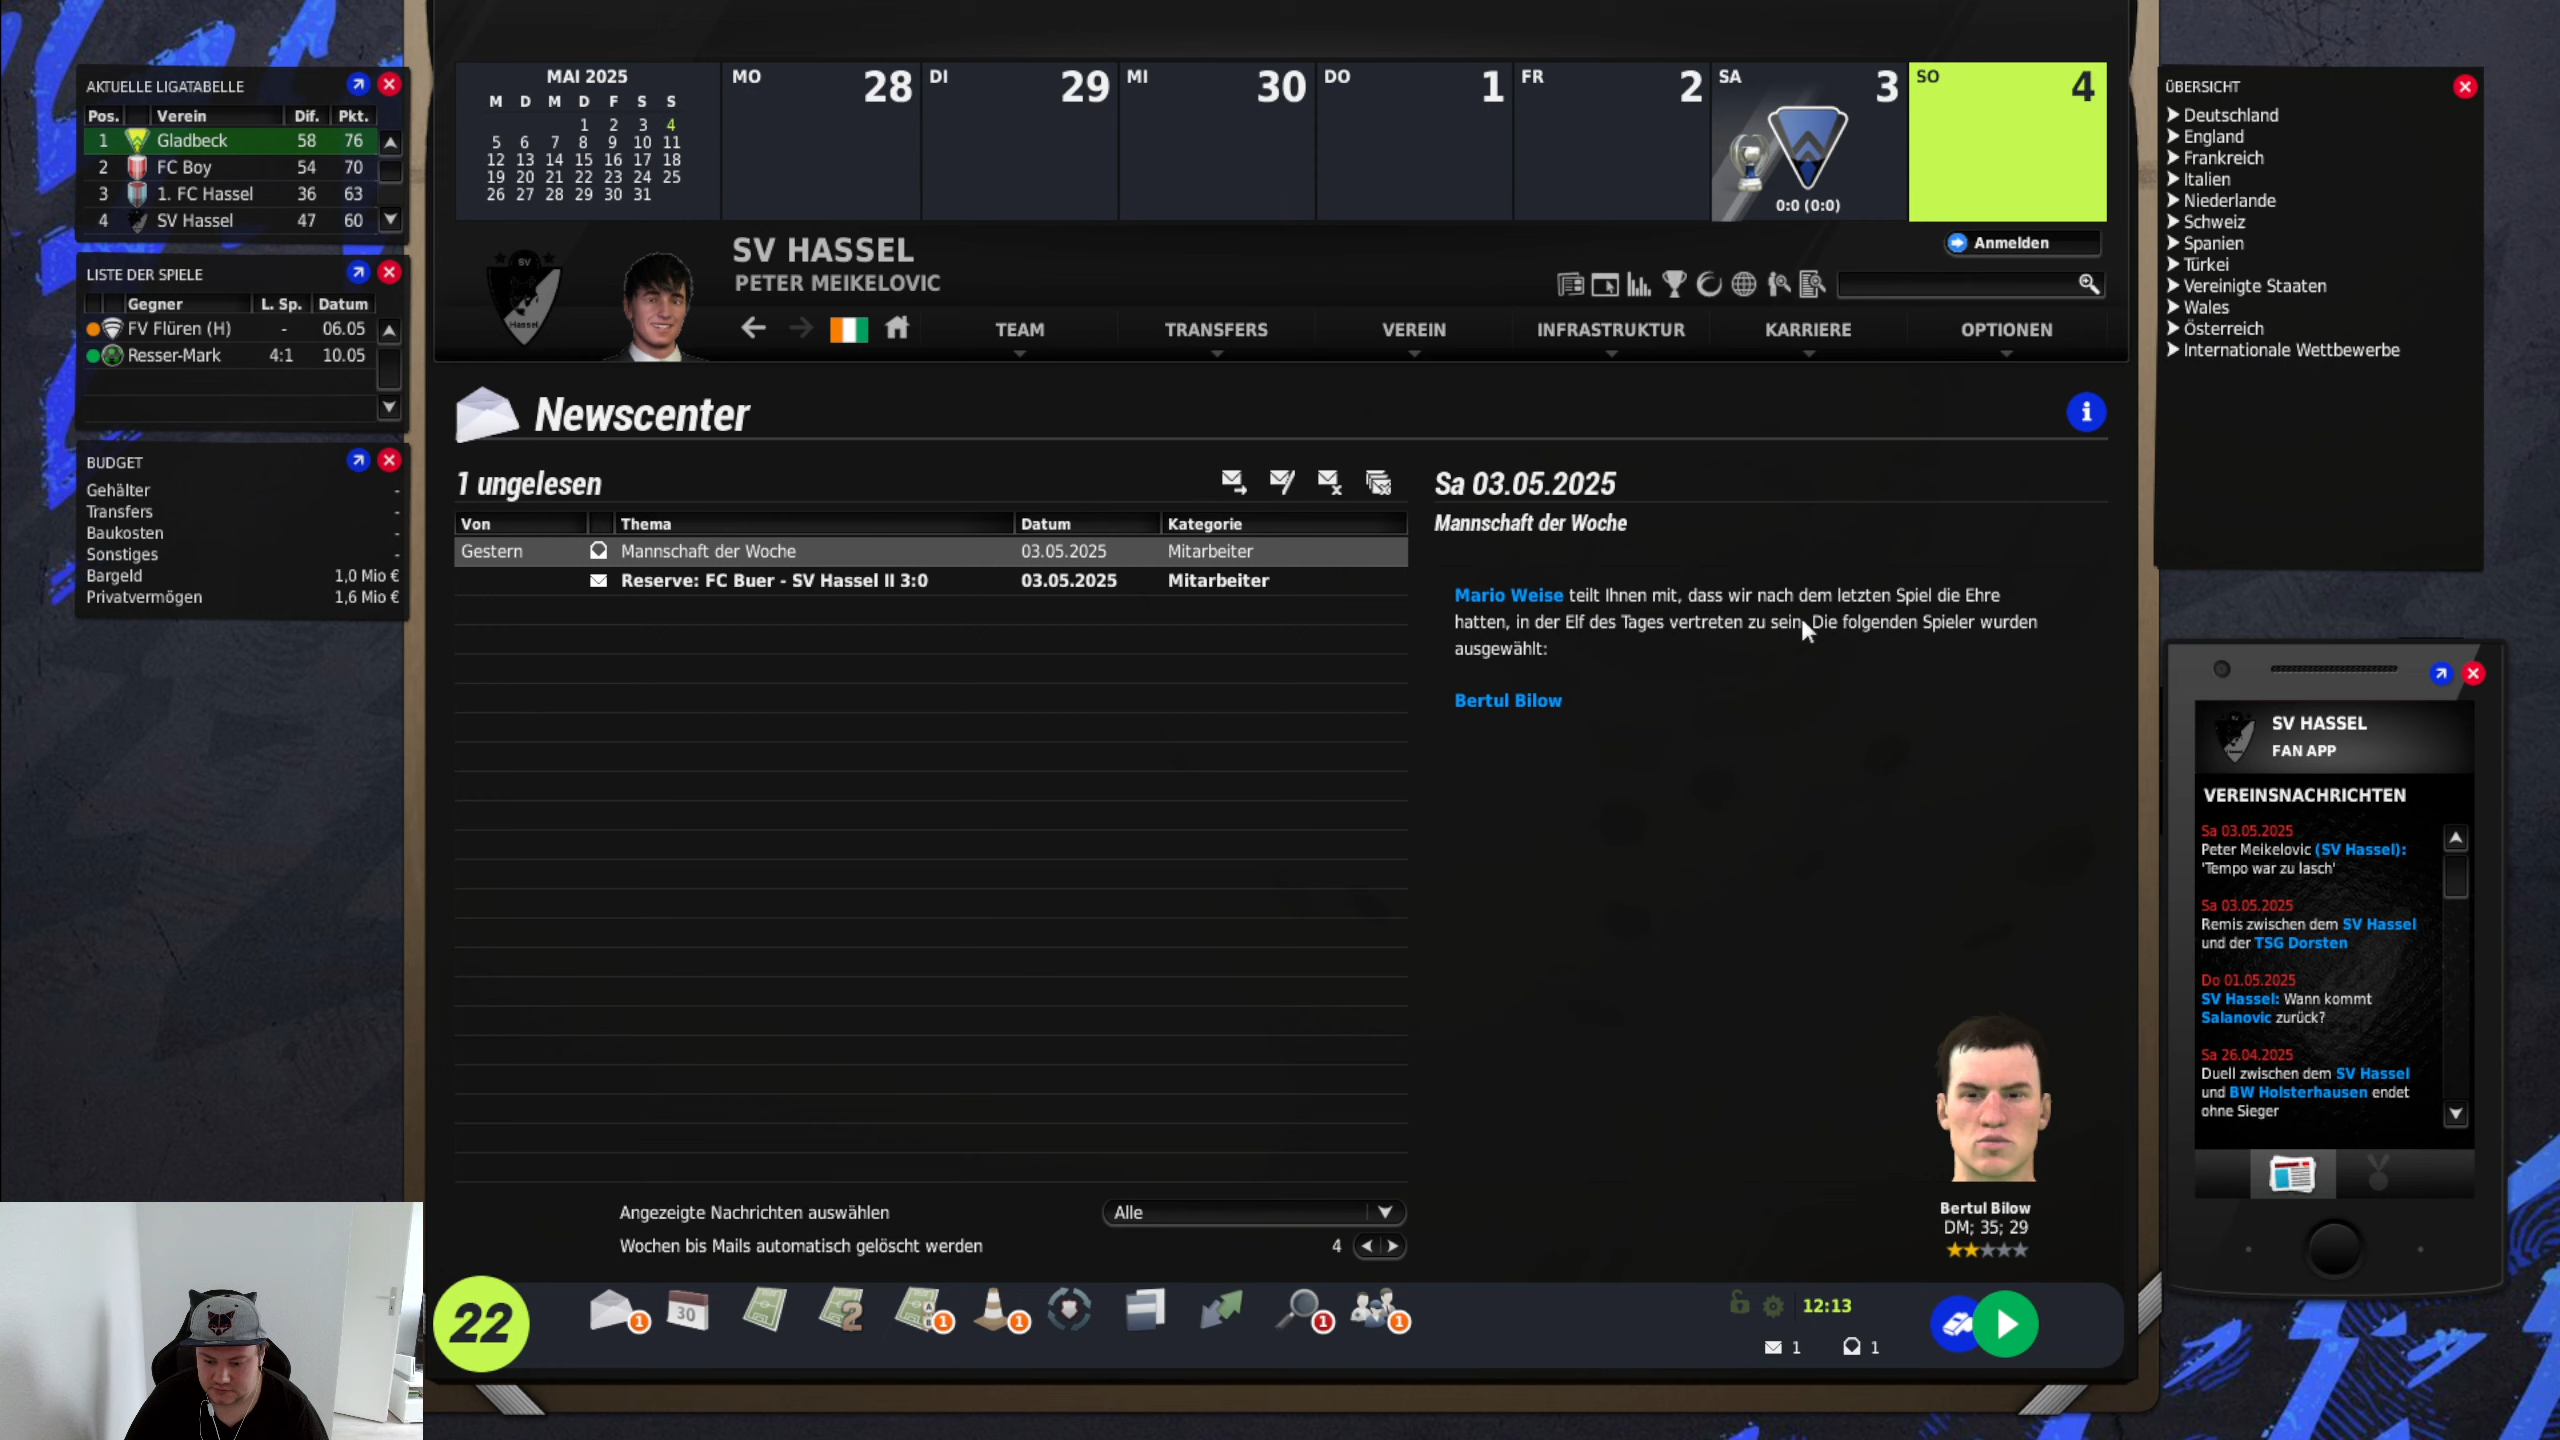 AKTUELLE LIGATABELLE
Pos. Verein Dif. Pkt.
1 Gladbeck 58 76
2 FC Boy 54 70
3 1. FC Hassel 36 63
4 SV Hassel 47 60
LISTE DER SPIELE
Gegner L. Sp. Datum
FV Flüren (H) - 06.05
Resser-Mark 4:1 10.05
BUDGET
Gehälter -
Transfers -
Baukosten -
Sonstiges -
Bargeld 1,0 Mio €
Privatvermögen 1,6 Mio €
MAI 2025
M D M D F S S
1 2 3 4
5 6 7 8 9 10 11
12 13 14 15 16 17 18
19 20 21 22 23 24 25
26 27 28 29 30 31
MO 28
DI 29
MI 30
DO 1
FR 2
SA 3
0:0 (0:0)
SO 4
SV
Hassel
SV HASSEL
PETER MEIKELOVIC
Anmelden
TEAM TRANSFERS VEREIN INFRASTRUKTUR KARRIERE OPTIONEN
Newscenter
i
1 ungelesen
Von Thema Datum Kategorie
Gestern Mannschaft der Woche 03.05.2025 Mitarbeiter
Reserve: FC Buer - SV Hassel II 3:0 03.05.2025 Mitarbeiter
Sa 03.05.2025
Mannschaft der Woche
Mario Weise teilt Ihnen mit, dass wir nach dem letzten Spiel die Ehre
hatten, in der Elf des Tages vertreten zu sein. Die folgenden Spieler wurden
ausgewählt:
Bertul Bilow
Bertul Bilow
DM; 35; 29
Angezeigte Nachrichten auswählen Alle
Wochen bis Mails automatisch gelöscht werden 4
22
1
30
2
1
1
1
1
12:13
1 1
ÜBERSICHT
Deutschland
England
Frankreich
Italien
Niederlande
Schweiz
Spanien
Türkei
Vereinigte Staaten
Wales
Österreich
Internationale Wettbewerbe
SV HASSEL
FAN APP
VEREINSNACHRICHTEN
Sa 03.05.2025
Peter Meikelovic (SV Hassel):
'Tempo war zu lasch'
Sa 03.05.2025
Remis zwischen dem SV Hassel
und der TSG Dorsten
Do 01.05.2025
SV Hassel: Wann kommt
Salanovic zurück?
Sa 26.04.2025
Duell zwischen dem SV Hassel
und BW Holsterhausen endet
ohne Sieger